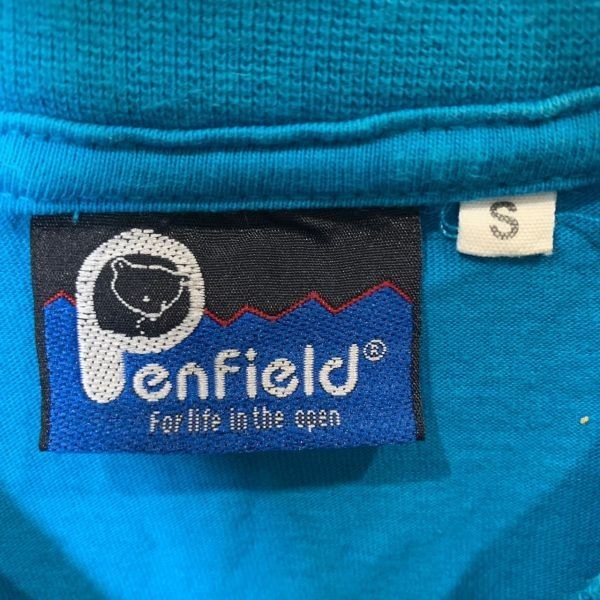 S
Penfield®
For life in the open